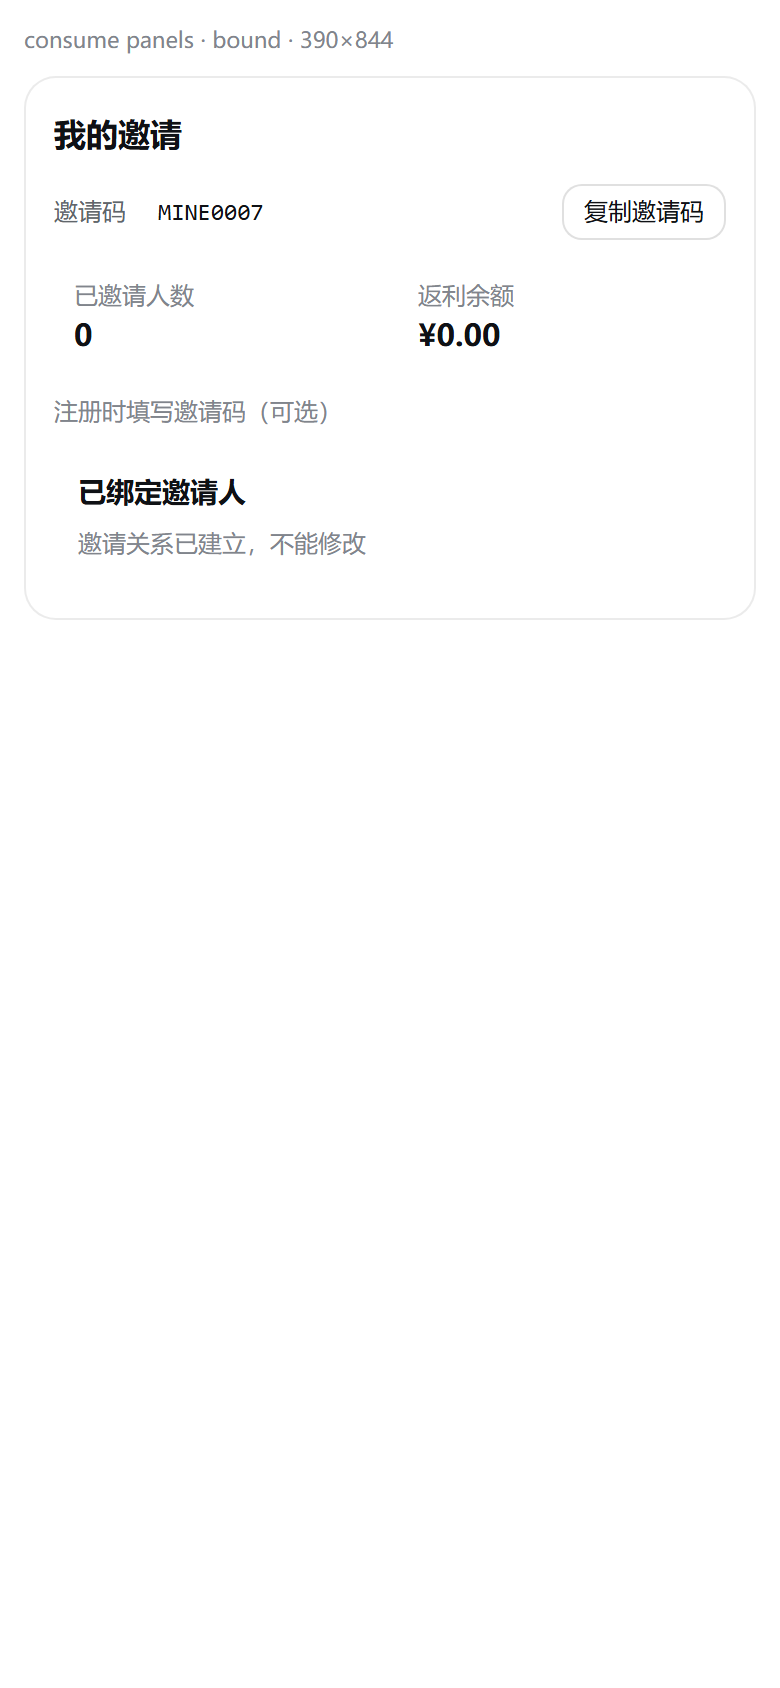 consume panels · bound · 390×844
我的邀请
邀请码 MINE0007 复制邀请码
已邀请人数 返利余额
0 ¥0.00
注册时填写邀请码（可选）
已绑定邀请人
邀请关系已建立，不能修改